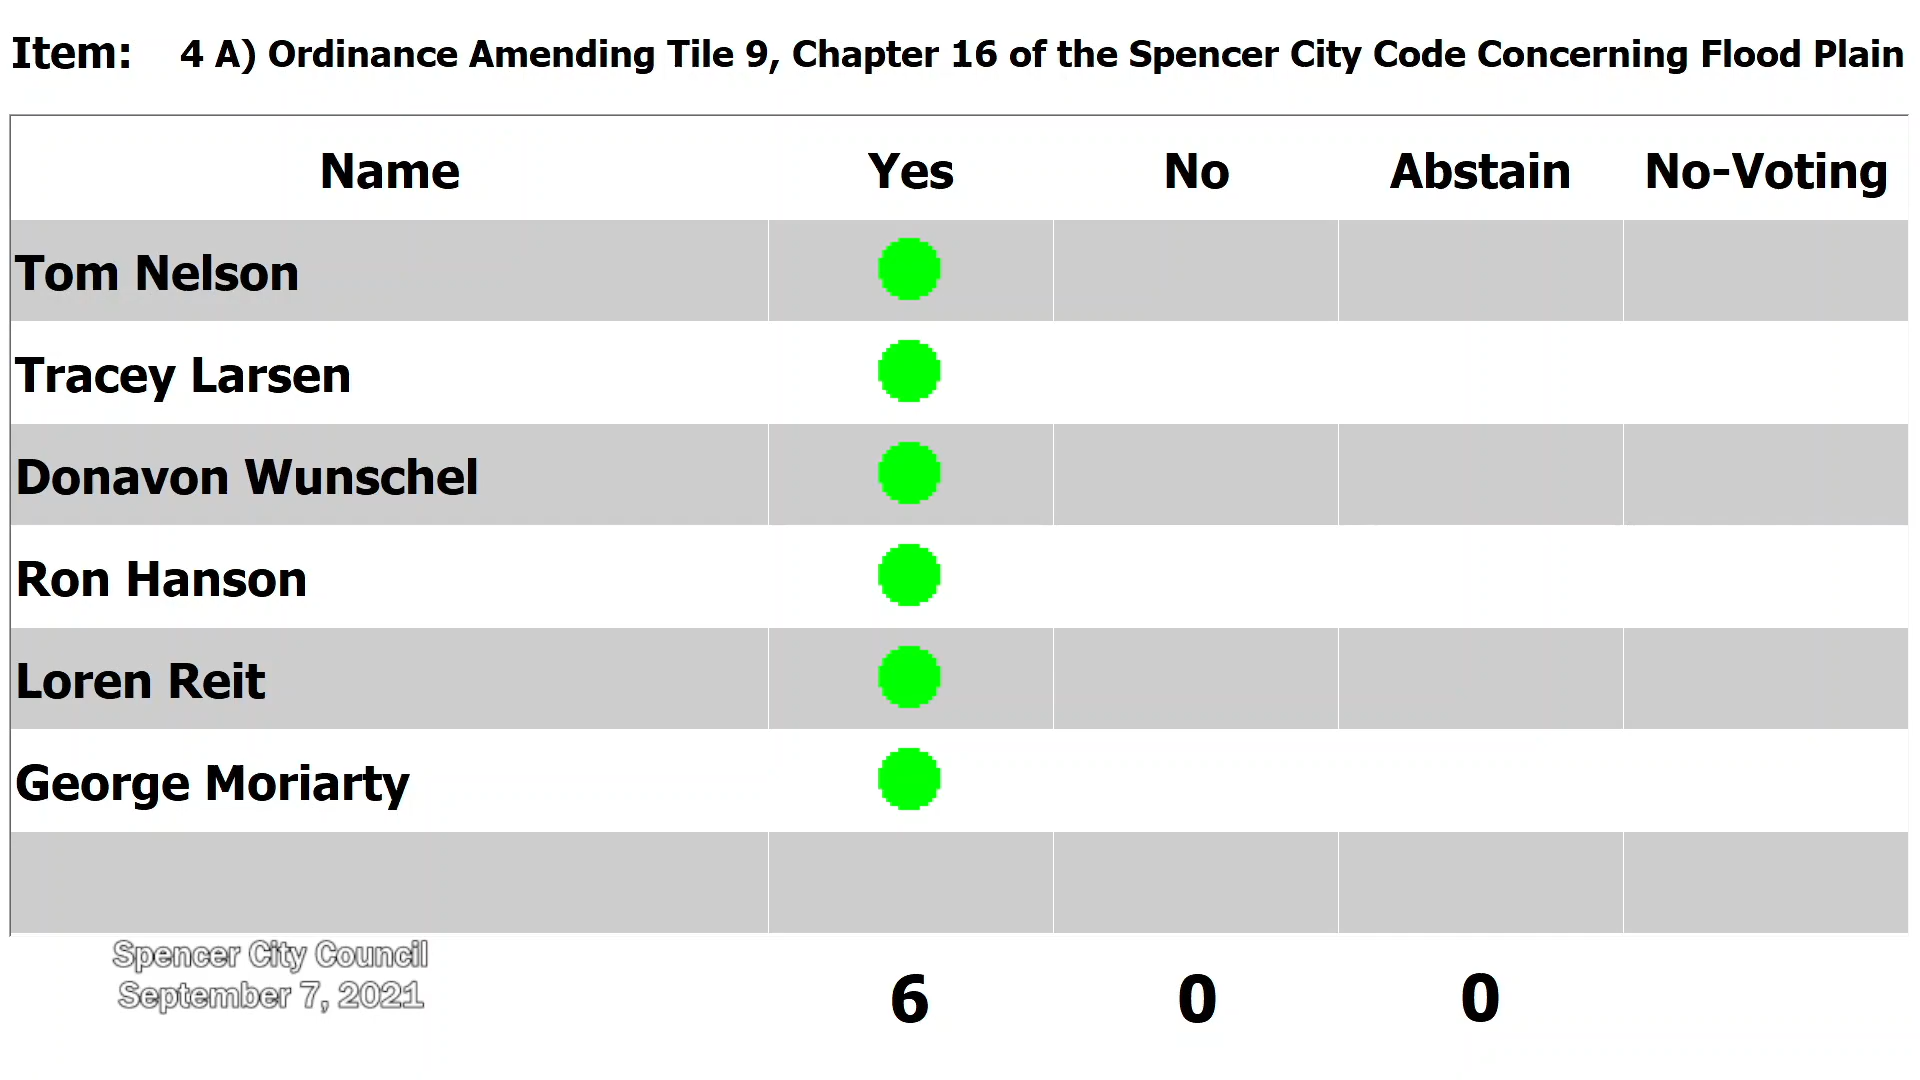 Item: 4 A) Ordinance Amending Tile 9, Chapter 16 of the Spencer City Code Concerning Flood Plain
Name Yes No Abstain No-Voting
Tom Nelson
Tracey Larsen
Donavon Wunschel
Ron Hanson
Loren Reit
George Moriarty
Spencer City Council
September 7, 2021
6 0 0